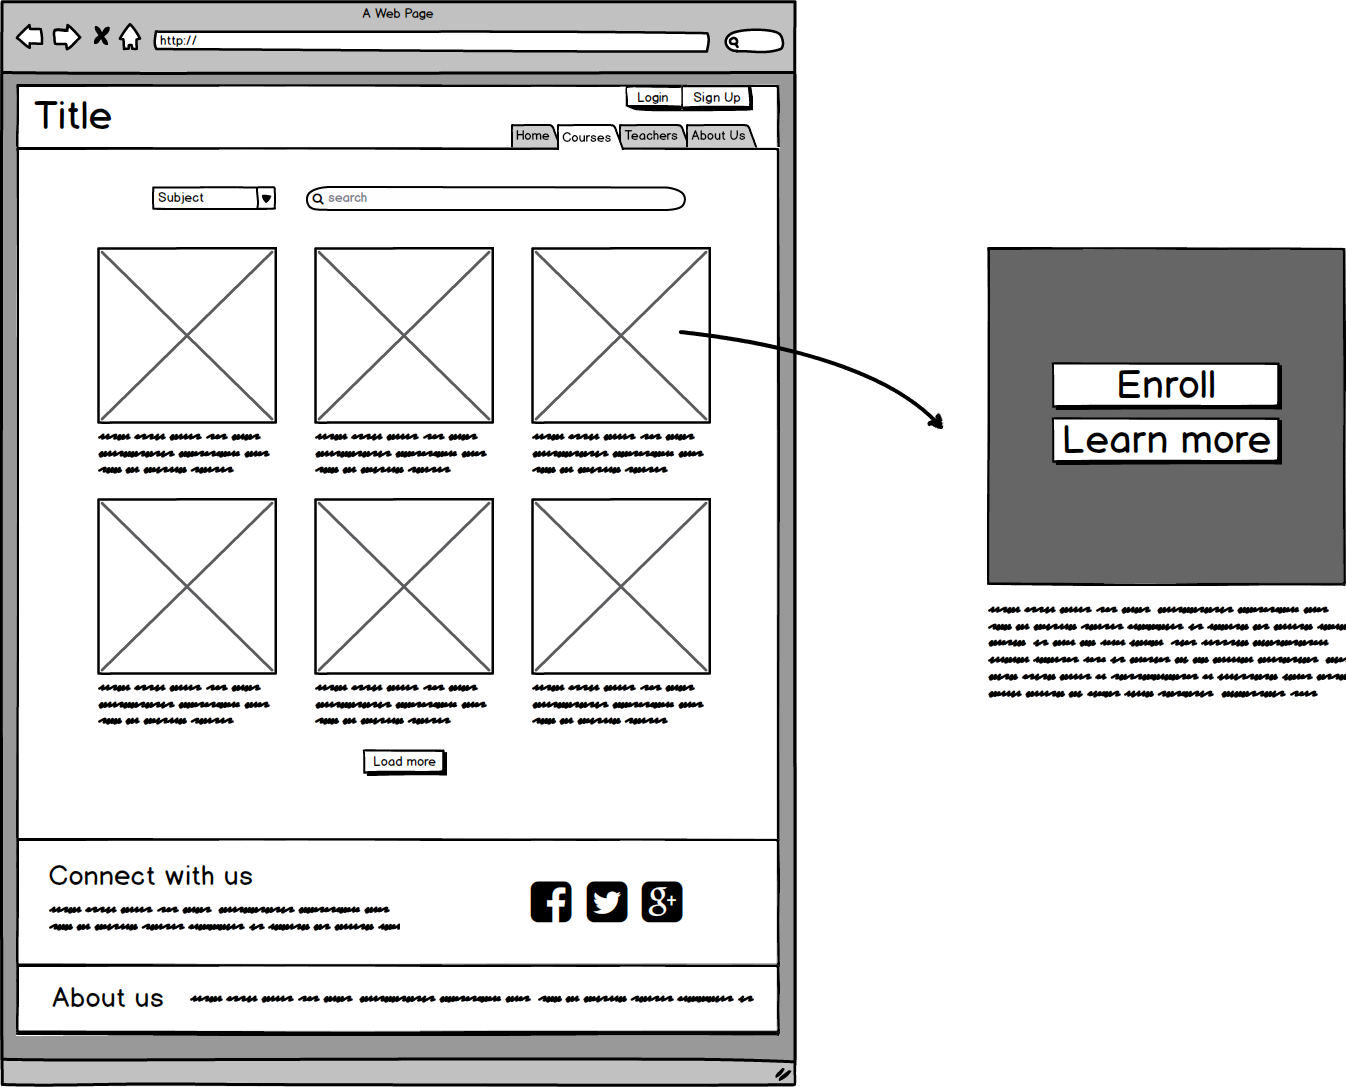 A Web Page
http://
Title
Login Sign Up
Home Courses Teachers About Us
Subject
search
Enroll
Learn more
Load more
Connect with us
About us